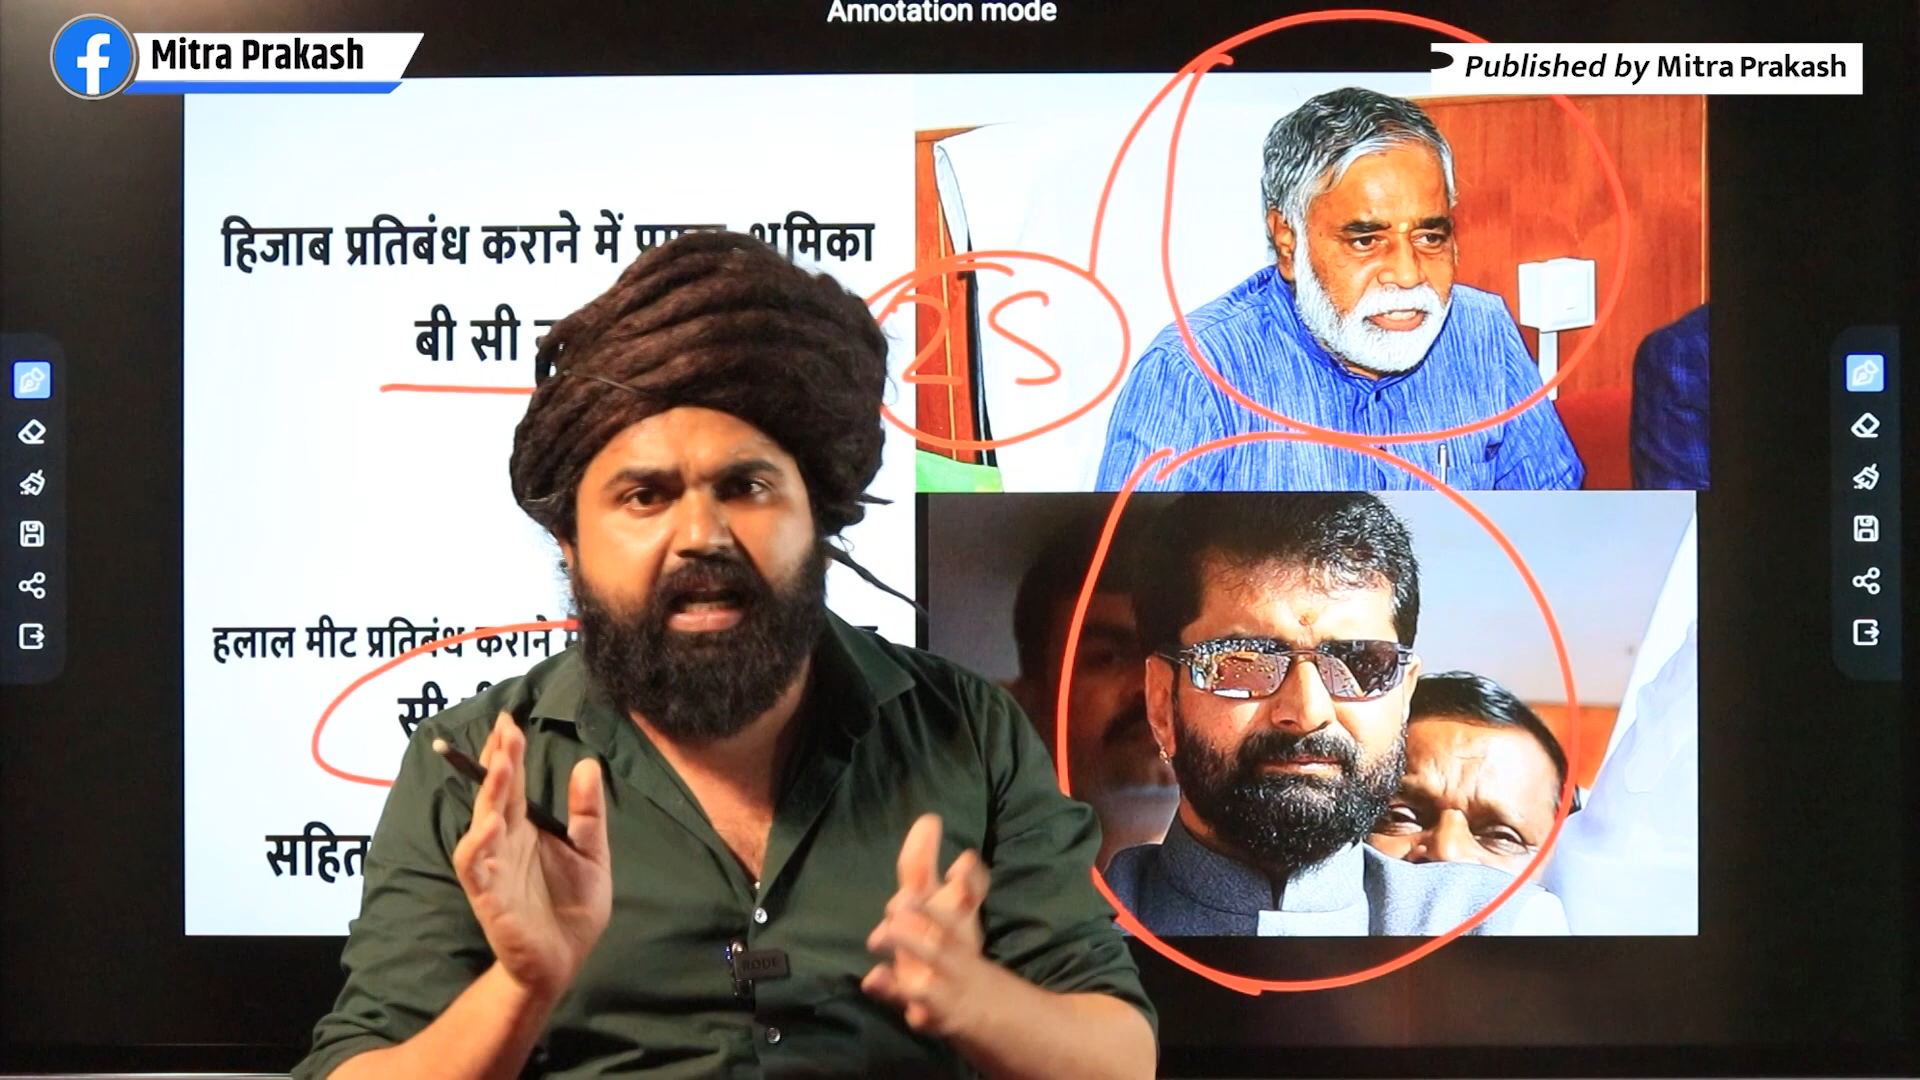 Annotation mode
Mitra Prakash
Published by Mitra Prakash
हिजाब प्रतिबंध कराने में भूमिका
बी सी
25
हलाल मीट प्रतिबंध कराने
सी
सहित
RODE